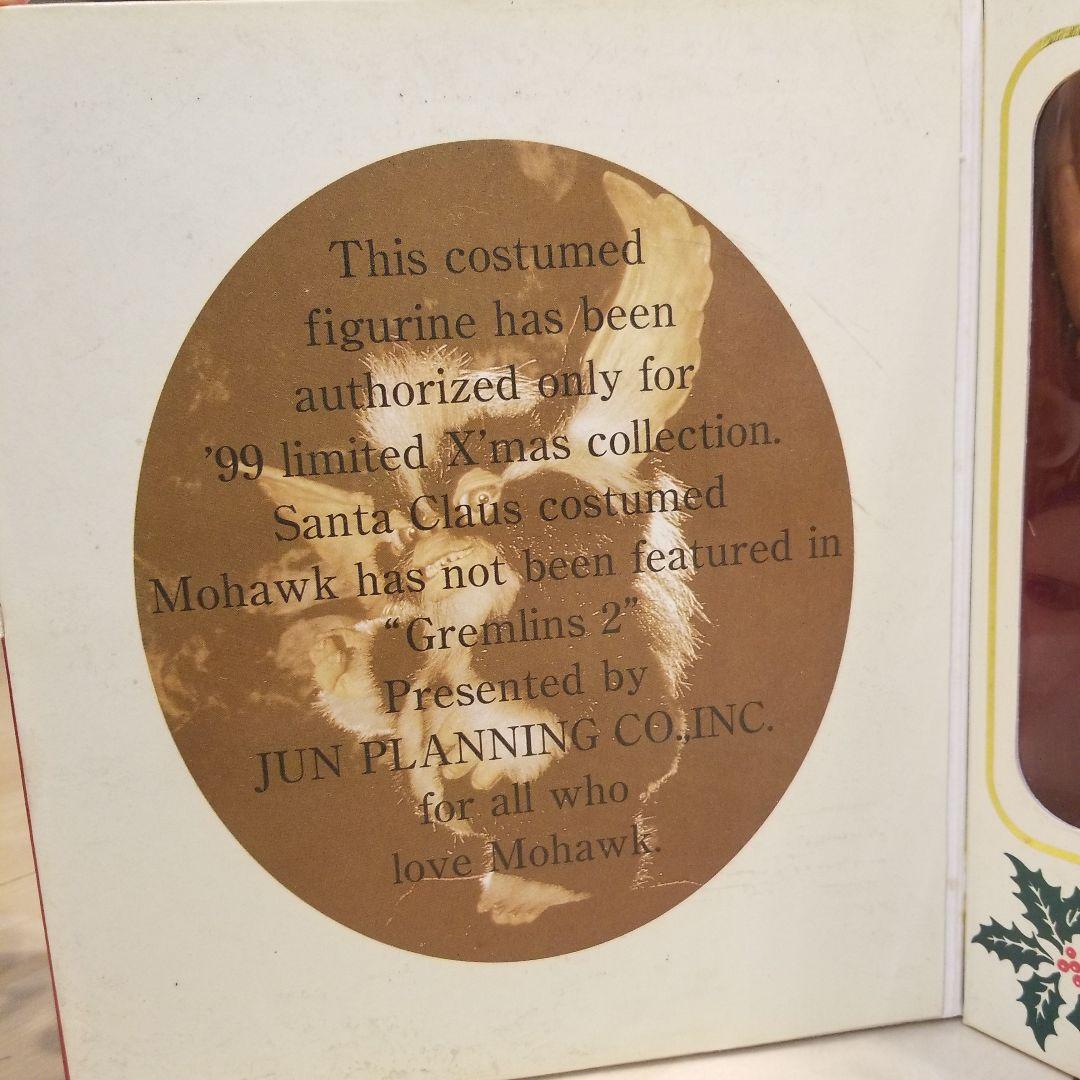 This costumed
figurine has been
authorized only for
’99 limited X’mas collection.
Santa Claus costumed
Mohawk has not been featured in
“Gremlins 2”
Presented by
JUN PLANNING CO.,INC.
for all who
love Mohawk.